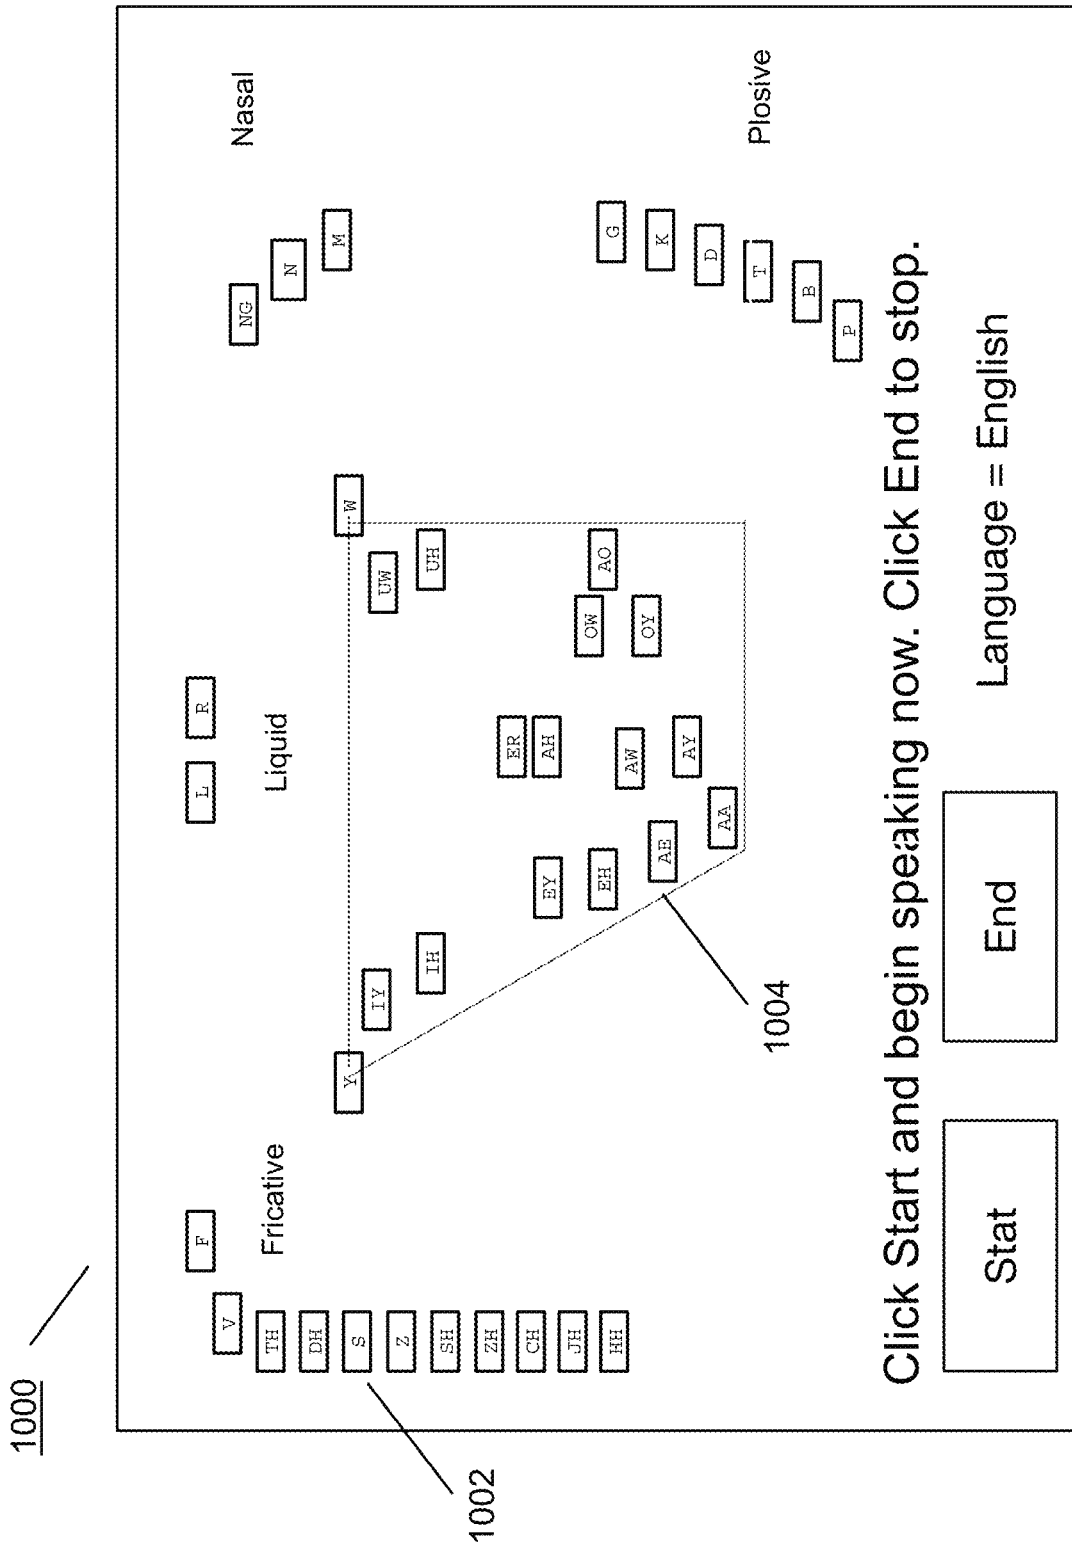 1000
F
L
R
V
NG
Nasal
TH
Fricative
Liquid
N
DH
M
S
Y
W
1002
Z
IY
UW
SH
IH
UH
ZH
ER
CH
EY
AH
JH
EH
OW
AO
G
HH
AW
OY
K
AE
AY
D
1004
AA
T
Plosive
B
P
Click Start and begin speaking now. Click End to stop.
Stat
End
Language = English